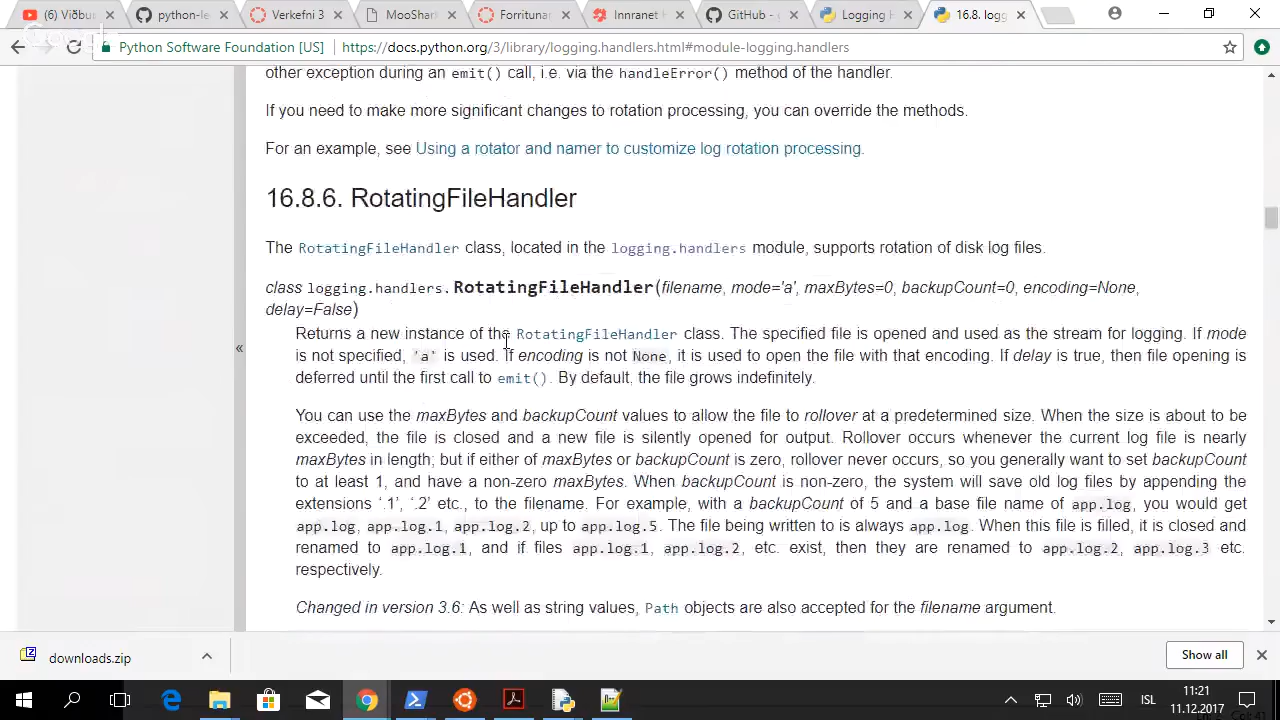 (6) Viðbur
python-le
Verkefni 3
MooShar
Forritunar
Innranet H
GitHub - g
Logging H
16.8. logg
Google
Python Software Foundation [US]
https://docs.python.org/3/library/logging.handlers.html#module-logging.handlers
other exception during an emit() call, i.e. via the handleError() method of the handler.
If you need to make more significant changes to rotation processing, you can override the methods.
For an example, see Using a rotator and namer to customize log rotation processing.
16.8.6. RotatingFileHandler
The RotatingFileHandler class, located in the logging.handlers module, supports rotation of disk log files.
class logging.handlers.RotatingFileHandler(filename, mode='a', maxBytes=0, backupCount=0, encoding=None,
delay=False)
Returns a new instance of the RotatingFileHandler class. The specified file is opened and used as the stream for logging. If mode
is not specified, 'a' is used. If encoding is not None, it is used to open the file with that encoding. If delay is true, then file opening is
deferred until the first call to emit(). By default, the file grows indefinitely.
You can use the maxBytes and backupCount values to allow the file to rollover at a predetermined size. When the size is about to be
exceeded, the file is closed and a new file is silently opened for output. Rollover occurs whenever the current log file is nearly
maxBytes in length; but if either of maxBytes or backupCount is zero, rollover never occurs, so you generally want to set backupCount
to at least 1, and have a non-zero maxBytes. When backupCount is non-zero, the system will save old log files by appending the
extensions ‘.1’, ‘.2’ etc., to the filename. For example, with a backupCount of 5 and a base file name of app.log, you would get
app.log, app.log.1, app.log.2, up to app.log.5. The file being written to is always app.log. When this file is filled, it is closed and
renamed to app.log.1, and if files app.log.1, app.log.2, etc. exist, then they are renamed to app.log.2, app.log.3 etc.
respectively.
Changed in version 3.6: As well as string values, Path objects are also accepted for the filename argument.
«
downloads.zip
Show all
ÍSL
11:21
11.12.2017